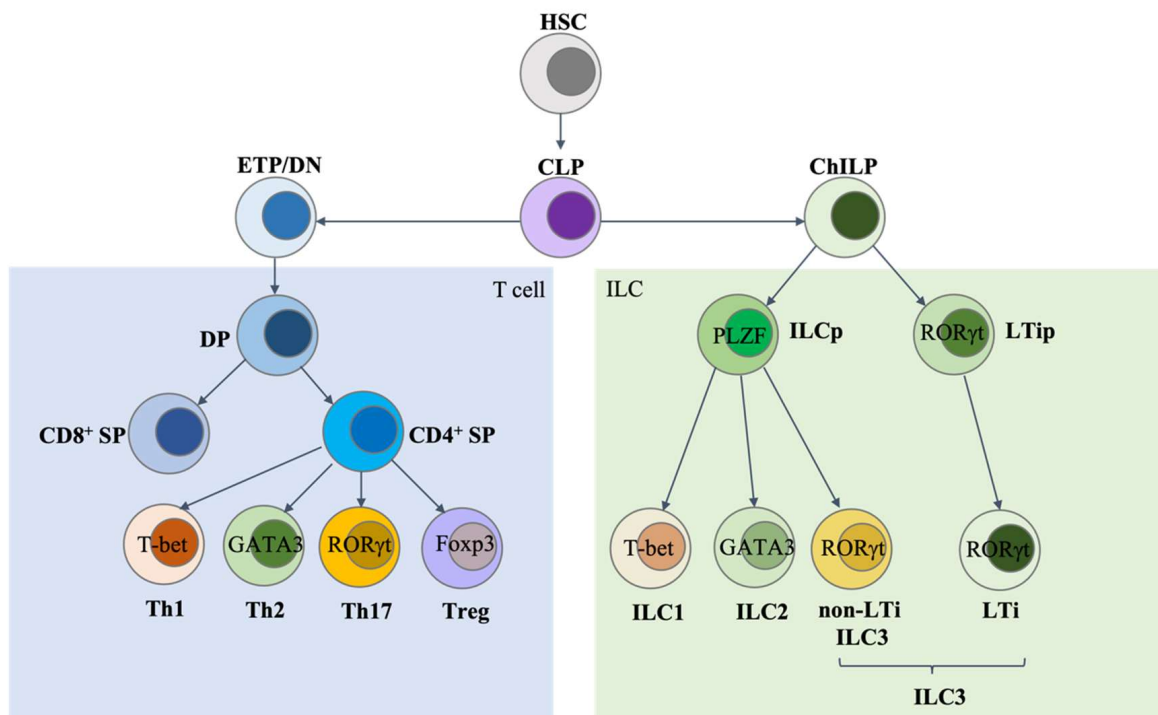 HSC
ETP/DN
CLP
ChILP
T cell
ILC
DP
PLZF
ILCp
RORγt
LTip
CD8⁺ SP
CD4⁺ SP
T-bet
GATA3
RORγt
Foxp3
T-bet
GATA3
RORγt
RORγt
Th1
Th2
Th17
Treg
ILC1
ILC2
non-LTi
ILC3
LTi
ILC3